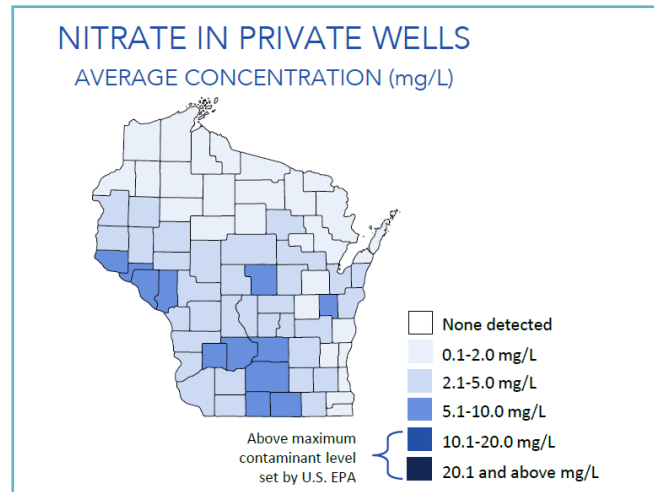 NITRATE IN PRIVATE WELLS
AVERAGE CONCENTRATION (mg/L)
None detected
0.1-2.0 mg/L
2.1-5.0 mg/L
5.1-10.0 mg/L
Above maximum
contaminant level
set by U.S. EPA
10.1-20.0 mg/L
20.1 and above mg/L